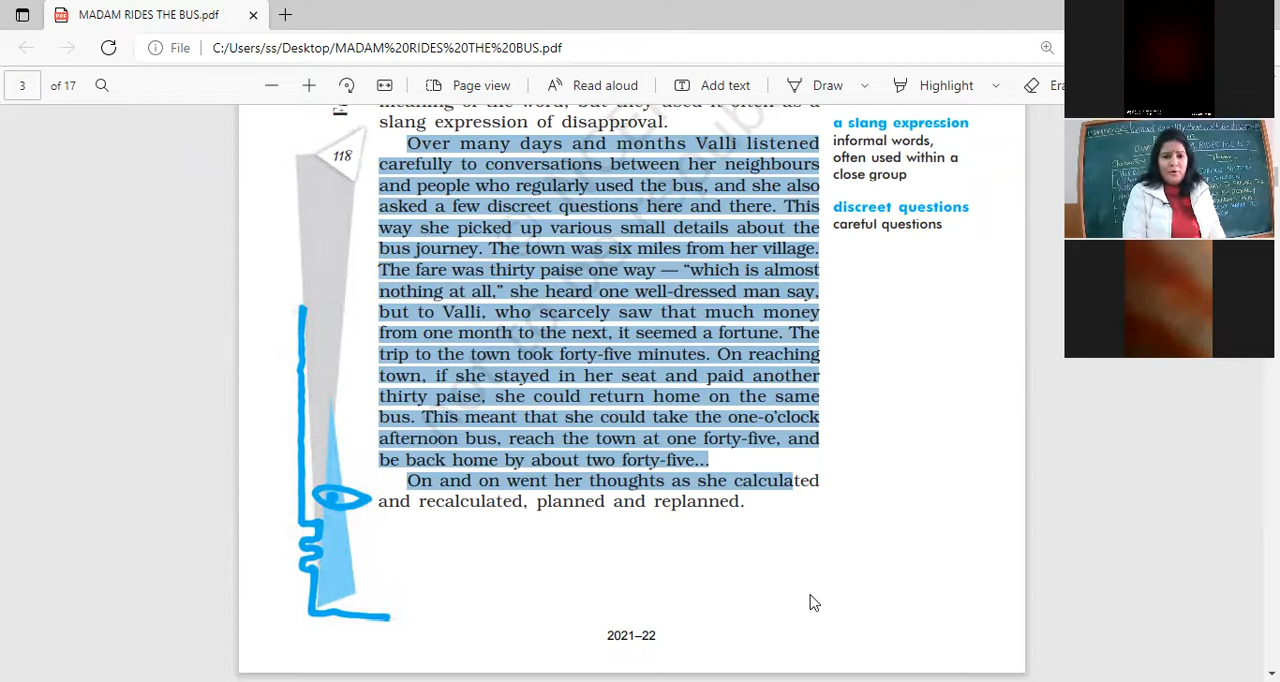 MADAM RIDES THE BUS.pdf
File C:/Users/ss/Desktop/MADAM%20RIDES%20THE%20BUS.pdf
3 of 17 Page view Read aloud Add text Draw Highlight
meaning of the word, but they used it often as a
slang expression of disapproval.
Over many days and months Valli listened
carefully to conversations between her neighbours
and people who regularly used the bus, and she also
asked a few discreet questions here and there. This
way she picked up various small details about the
bus journey. The town was six miles from her village.
The fare was thirty paise one way — “which is almost
nothing at all,” she heard one well-dressed man say,
but to Valli, who scarcely saw that much money
from one month to the next, it seemed a fortune. The
trip to the town took forty-five minutes. On reaching
town, if she stayed in her seat and paid another
thirty paise, she could return home on the same
bus. This meant that she could take the one-o’clock
afternoon bus, reach the town at one forty-five, and
be back home by about two forty-five...
On and on went her thoughts as she calculated
and recalculated, planned and replanned.
118
a slang expression
informal words,
often used within a
close group
discreet questions
careful questions
2021–22